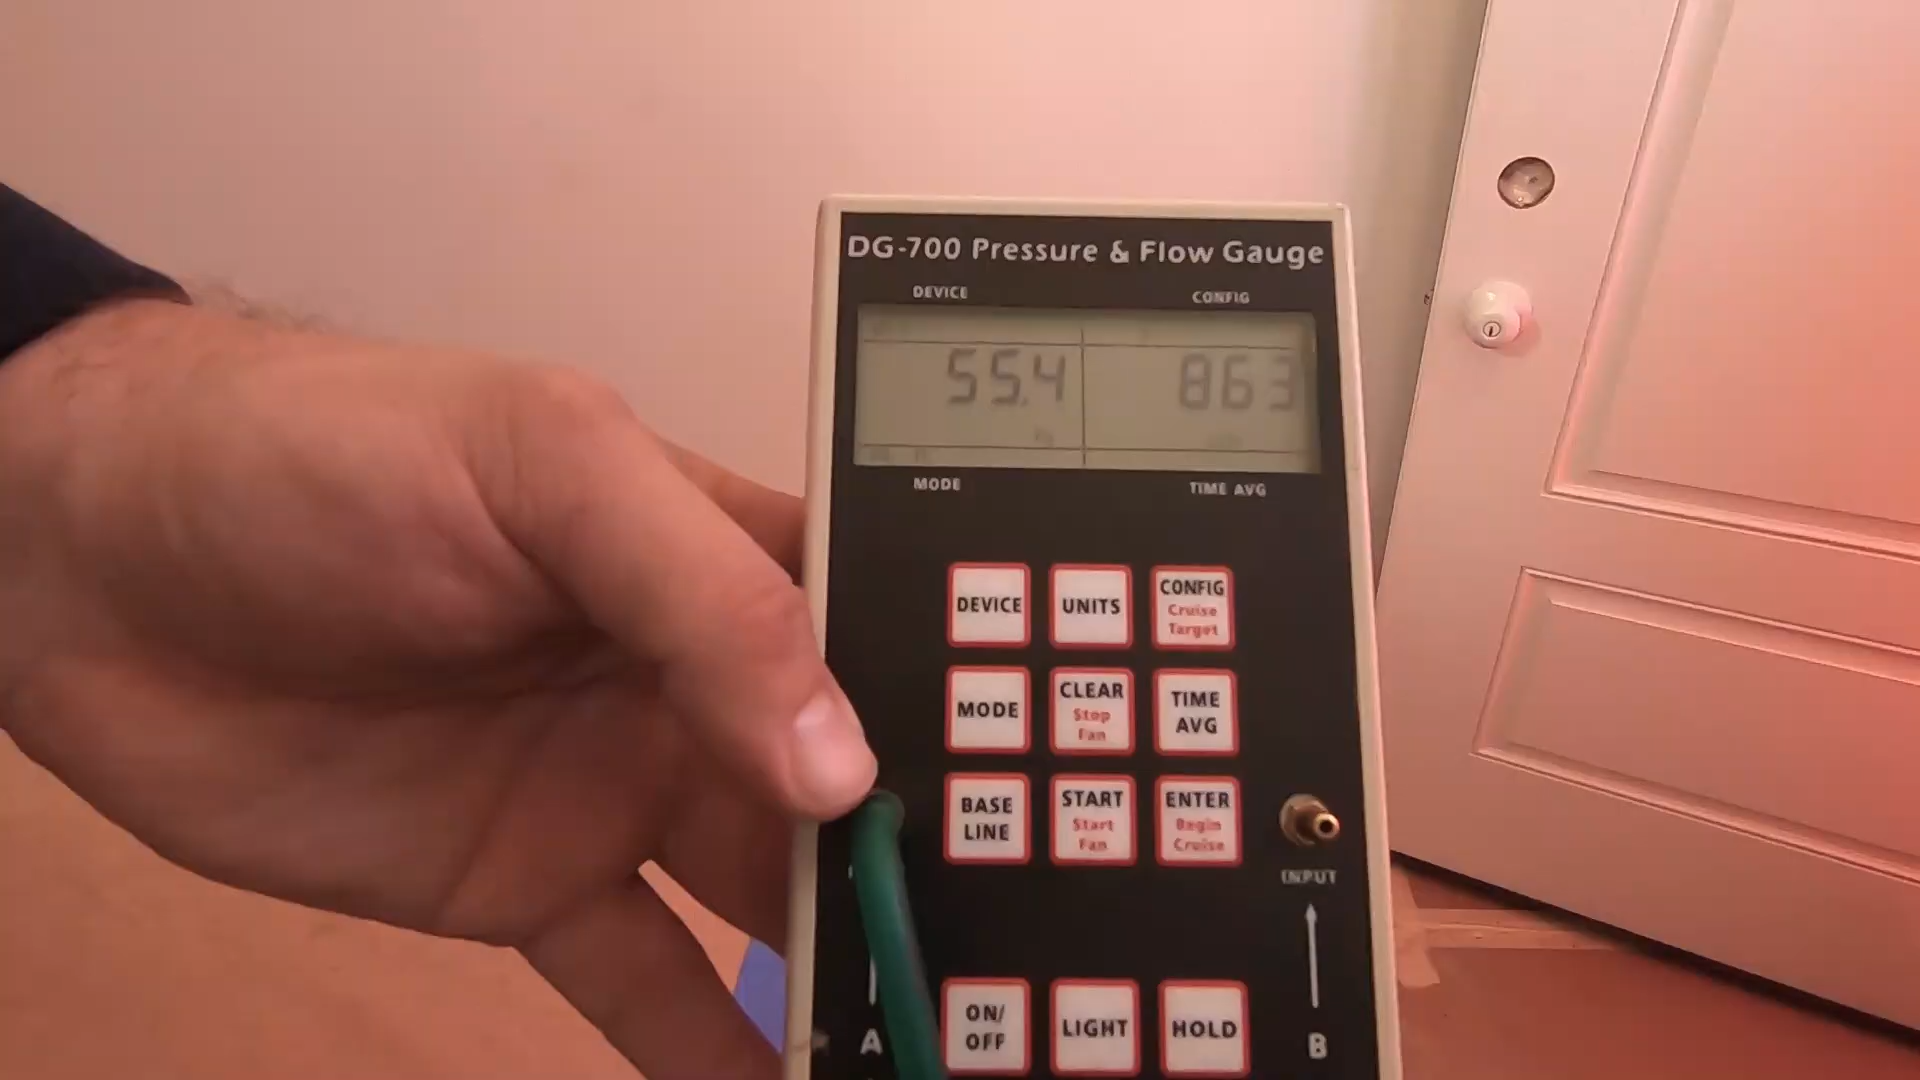 DG-700 Pressure & Flow Gauge
DEVICE CONFIG
55.4 863
MODE TIME AVG
DEVICE
UNITS
CONFIG
Cruise
Target
MODE
CLEAR
Stop
Fan
TIME
AVG
BASE
LINE
START
Start
Fan
ENTER
Begin
Cruise
INPUT
ON/
OFF
LIGHT
HOLD
A
B